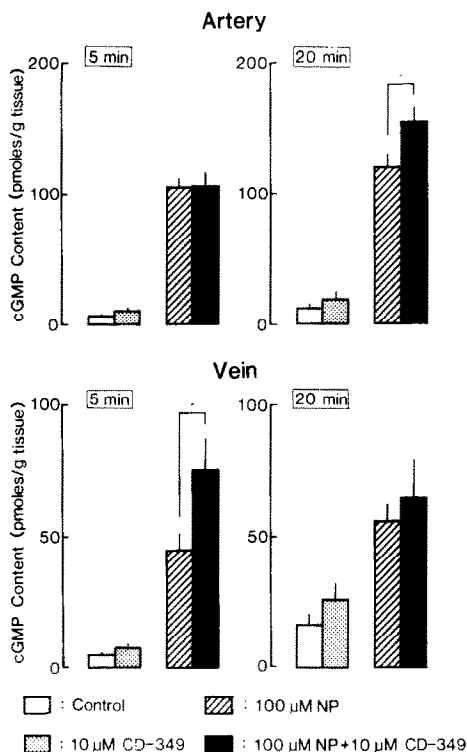 Artery
5 min
20 min
cGMP Content (pmoles/g tissue)
200
100
0
200
100
0
Vein
5 min
20 min
cGMP Content (pmoles/g tissue)
100
50
0
100
50
0
: Control
: 100 μM NP
: 10 μM CD-349
: 100 μM NP+10 μM CD-349